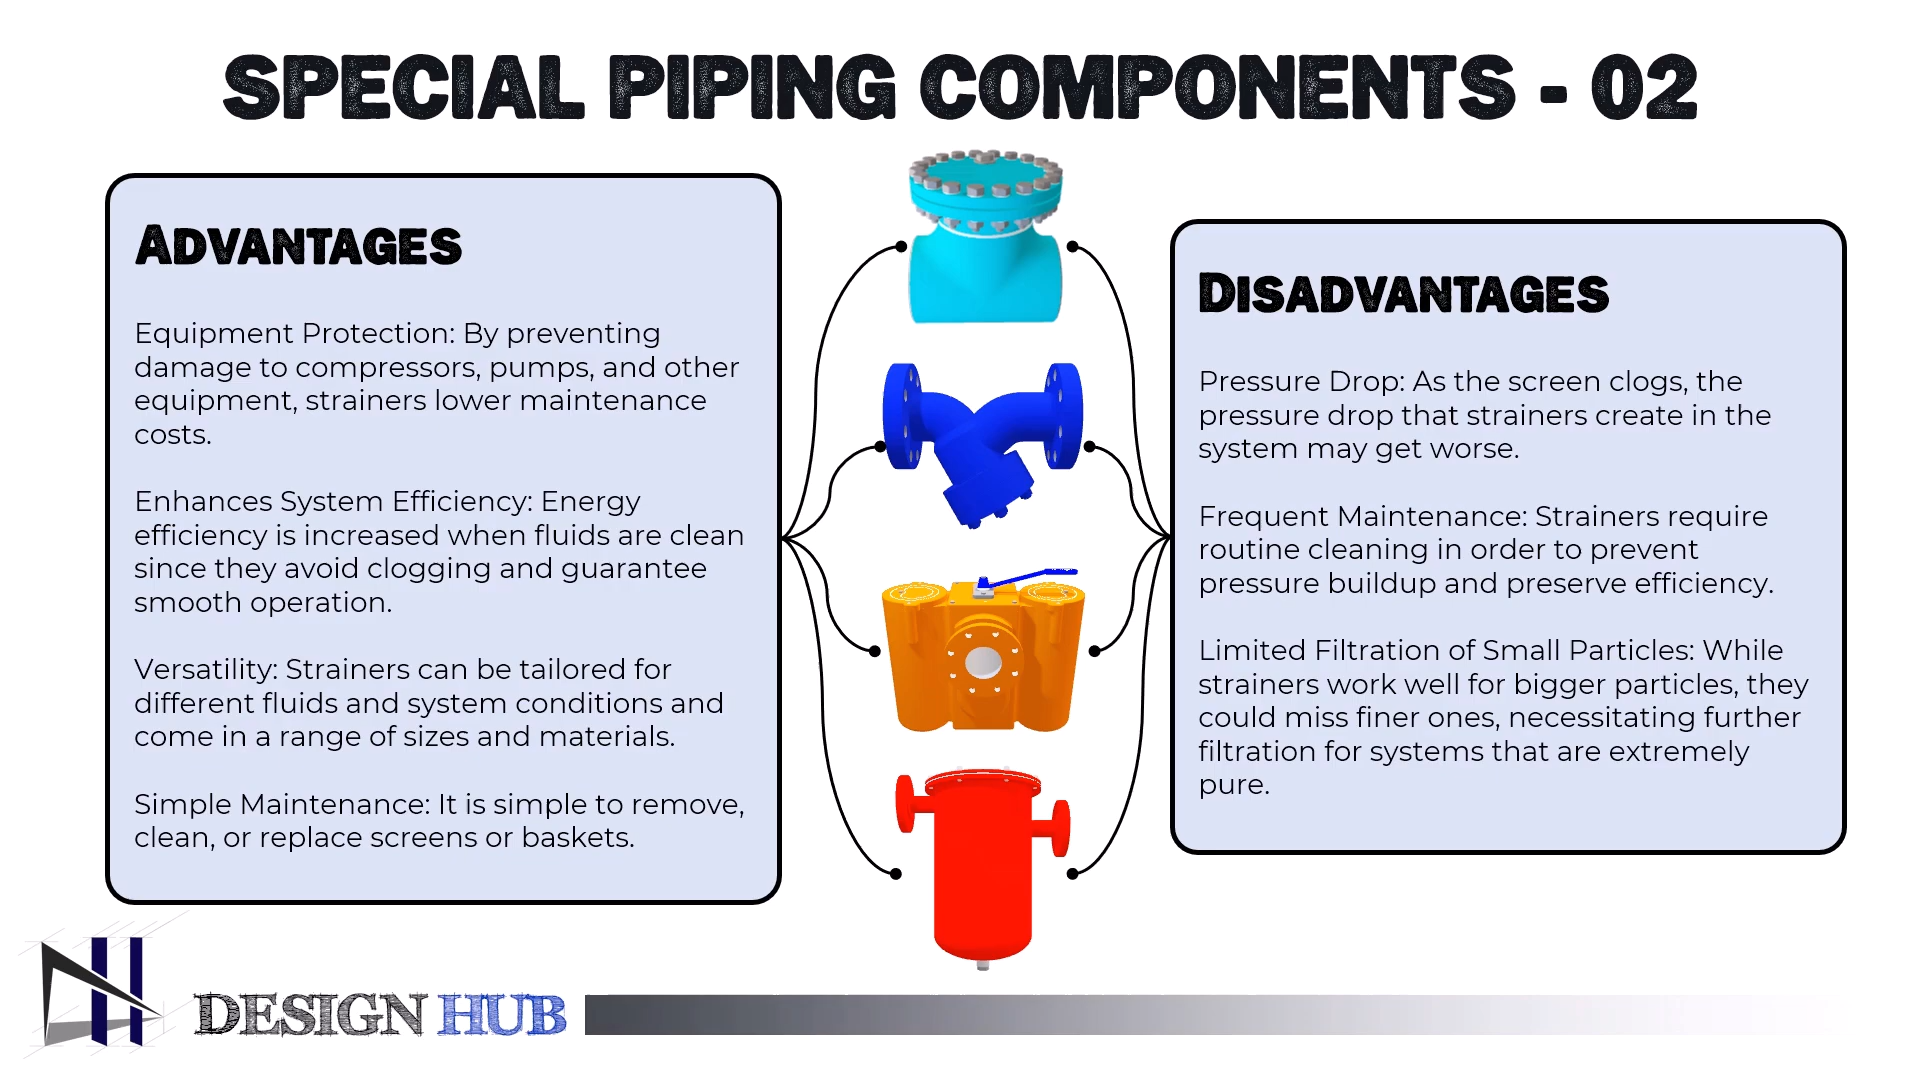 SPECIAL PIPING COMPONENTS - 02
ADVANTAGES
Equipment Protection: By preventing
damage to compressors, pumps, and other
equipment, strainers lower maintenance
costs.
Enhances System Efficiency: Energy
efficiency is increased when fluids are clean
since they avoid clogging and guarantee
smooth operation.
Versatility: Strainers can be tailored for
different fluids and system conditions and
come in a range of sizes and materials.
Simple Maintenance: It is simple to remove,
clean, or replace screens or baskets.
DISADVANTAGES
Pressure Drop: As the screen clogs, the
pressure drop that strainers create in the
system may get worse.
Frequent Maintenance: Strainers require
routine cleaning in order to prevent
pressure buildup and preserve efficiency.
Limited Filtration of Small Particles: While
strainers work well for bigger particles, they
could miss finer ones, necessitating further
filtration for systems that are extremely
pure.
DESIGN HUB